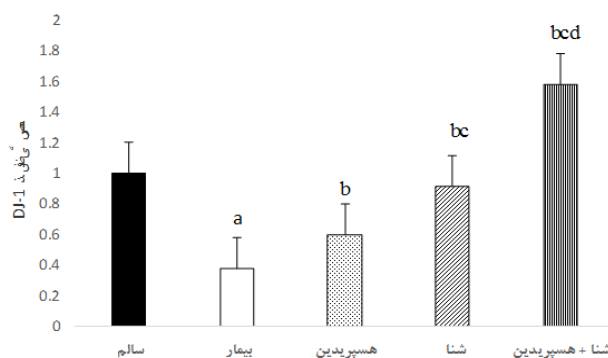 2
1.8
1.6
1.4
1.2
1
0.8
0.6
0.4
0.2
0
DJ-1
a
b
bc
bcd
سالم
بیمار
هسپریدین
شنا
شنا + هسپریدین